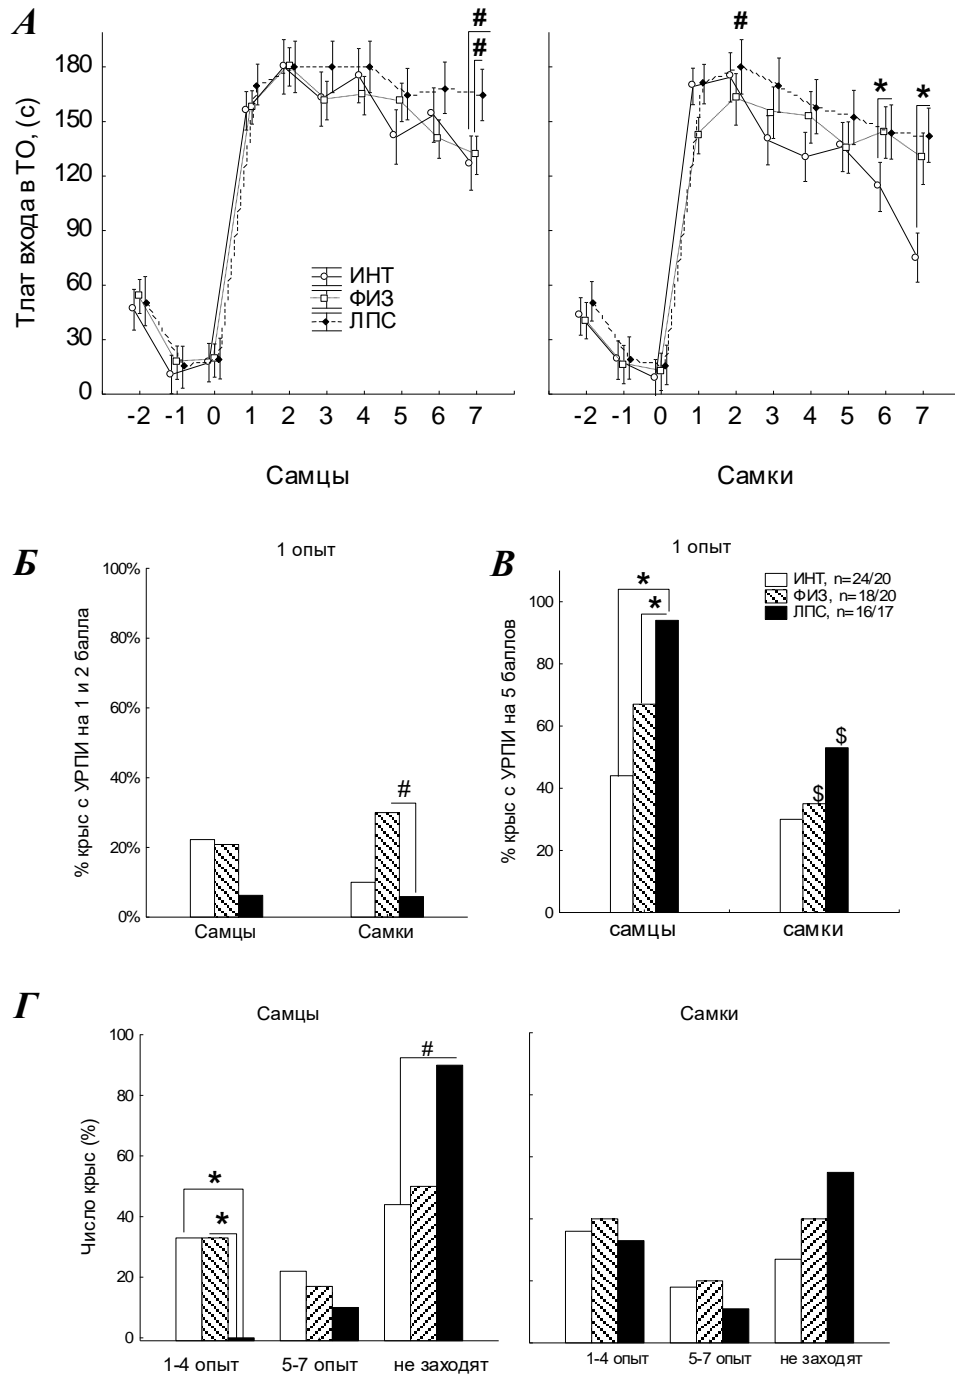 А
Тлат входа в ТО, (с)
180
150
120
90
60
30
0
#
#
ИНТ
ФИЗ
ЛПС
-2 -1 0 1 2 3 4 5 6 7
Самцы
#
* *
-2 -1 0 1 2 3 4 5 6 7
Самки
Б
1 опыт
% крыс с УРПИ на 1 и 2 балла
100%
80%
60%
40%
20%
0%
#
Самцы Самки
В
1 опыт
% крыс с УРПИ на 5 баллов
100
80
60
40
20
0
*
*
ИНТ, n=24/20
ФИЗ, n=18/20
ЛПС, n=16/17
$
$
самцы самки
Г
Самцы
Число крыс (%)
100
80
60
40
20
0
#
*
*
1-4 опыт 5-7 опыт не заходят
Самки
1-4 опыт 5-7 опыт не заходят